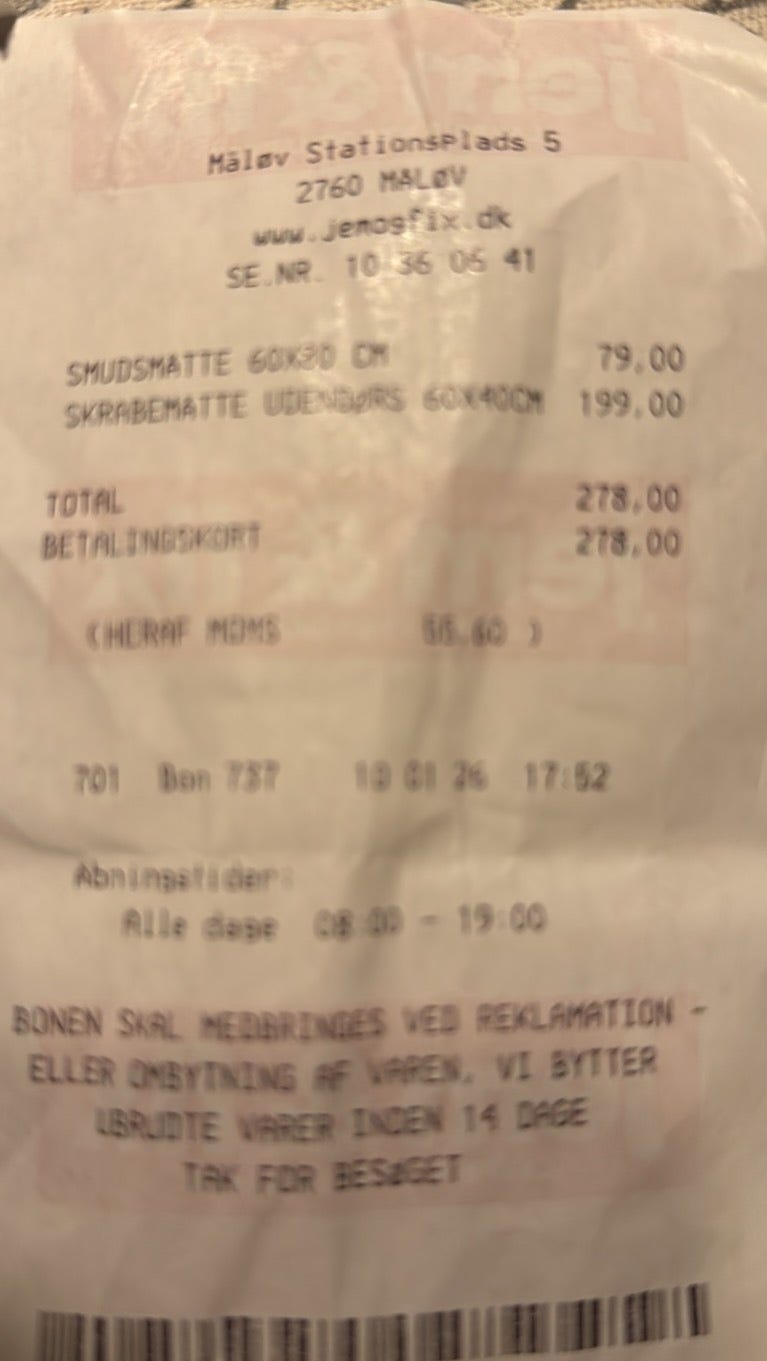 Måløv Stationsplads 5
2760 MÅLØV
www.jemogfix.dk
SE.NR. 10 36 06 41
SMUDSMATTE CM 79,00
SKRABEMATTE UDENDØRS 60X40CM 199,00
TOTAL 278,00
BETALINGSKORT 278,00
(HERAF MOMS 55.60 )
701 Bon 737 01 26 17:52
Åbningstider:
Alle dage 08:00 - 19:00
BONEN SKAL MEDBRINGES VED REKLAMATION -
ELLER OMBYTNING AF VAREN. VI BYTTER
UBRUDTE VARER INDEN 14 DAGE
TAK FOR BESØGET